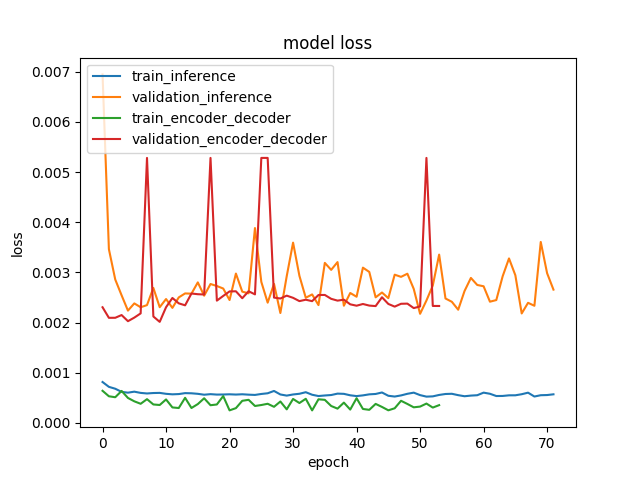 model loss
train_inference
validation_inference
train_encoder_decoder
validation_encoder_decoder
0.007
0.006
0.005
0.004
0.003
0.002
0.001
0.000
loss
0 10 20 30 40 50 60 70
epoch